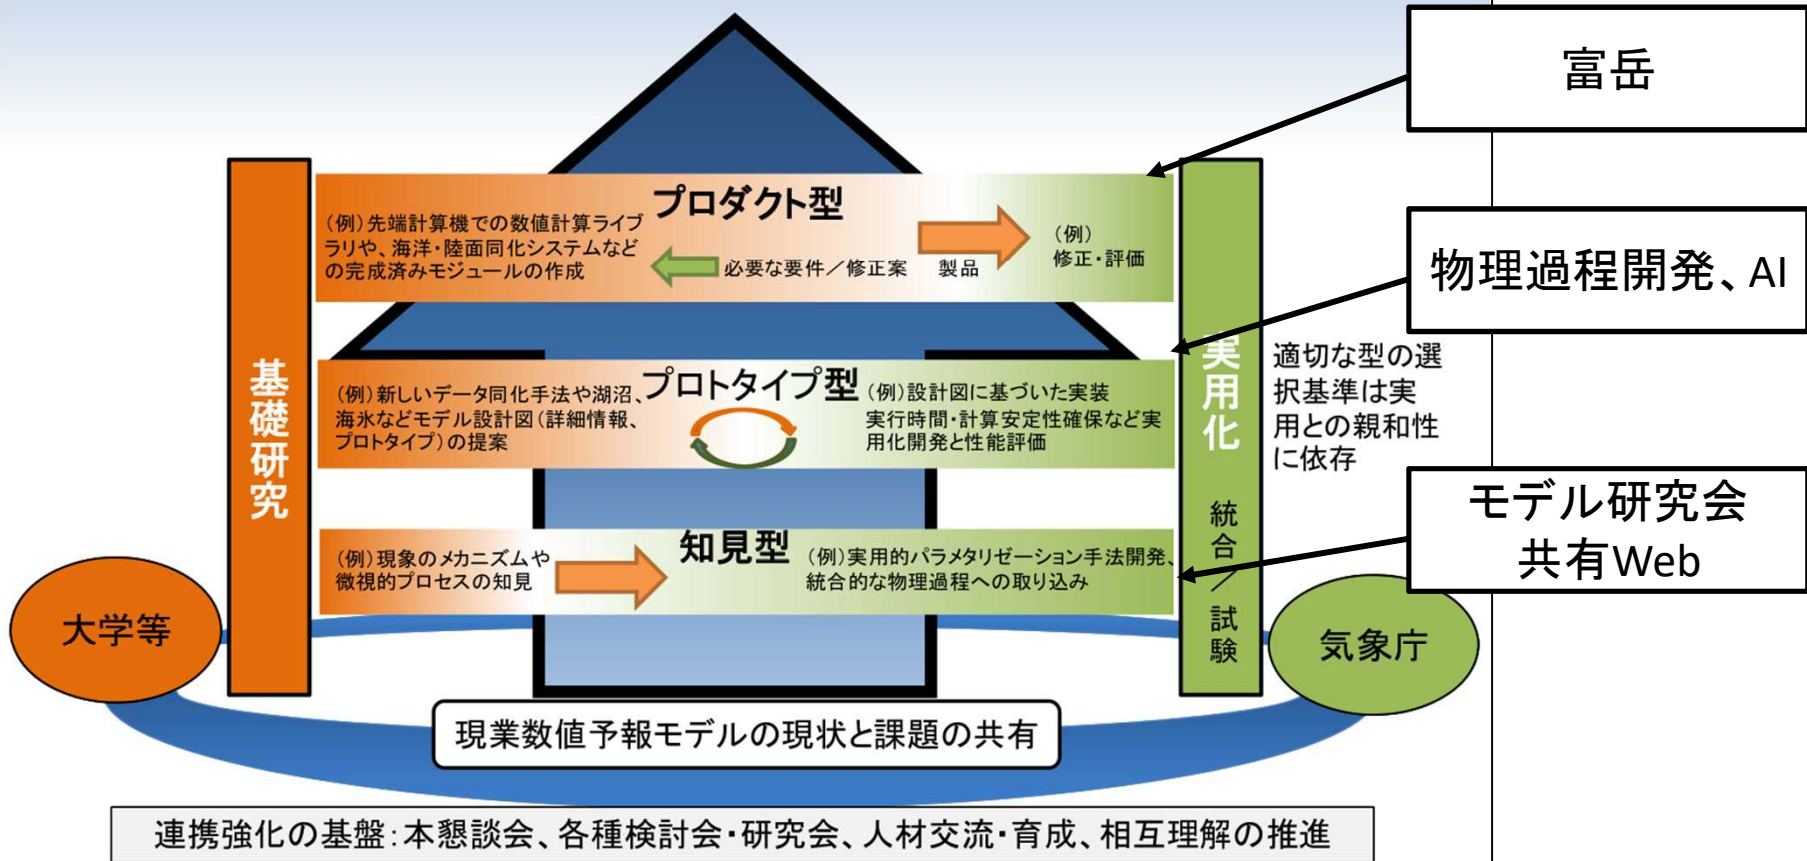 富岳
プロダクト型
(例)先端計算機での数値計算ライブ
ラリや、海洋・陸面同化システムなど
の完成済みモジュールの作成
必要な要件／修正案
製品
(例)
修正・評価
物理過程開発、AI
基礎研究
実用化
統合／試験
適切な型の選
択基準は実
用との親和性
に依存
プロトタイプ型
(例)新しいデータ同化手法や湖沼、
海氷などモデル設計図(詳細情報、
プロトタイプ)の提案
(例)設計図に基づいた実装
実行時間・計算安定性確保など実
用化開発と性能評価
モデル研究会
共有Web
知見型
(例)現象のメカニズムや
微視的プロセスの知見
(例)実用的パラメタリゼーション手法開発、
統合的な物理過程への取り込み
大学等
気象庁
現業数値予報モデルの現状と課題の共有
連携強化の基盤：本懇談会、各種検討会・研究会、人材交流・育成、相互理解の推進